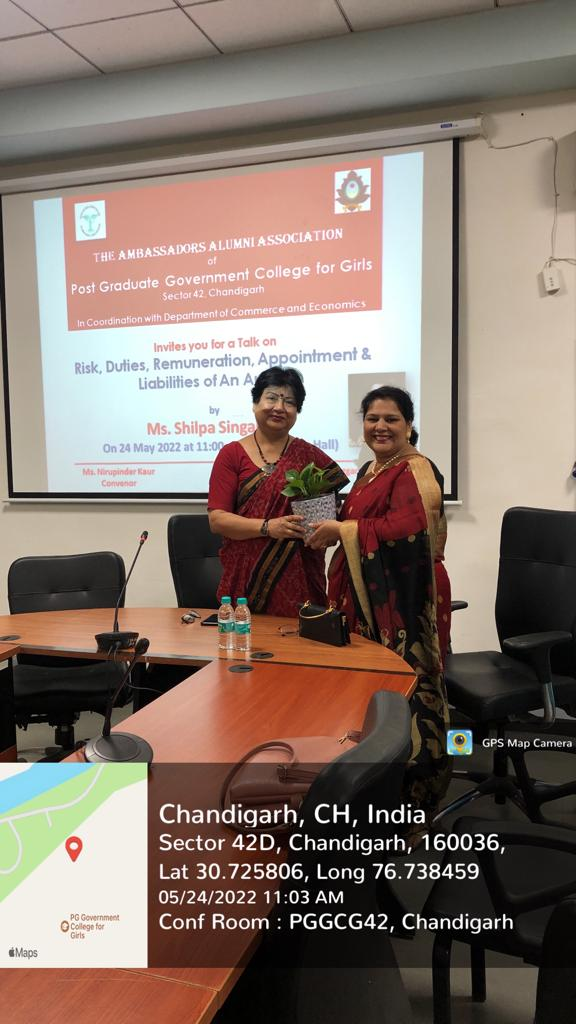 THE AMBASSADORS ALUMNI ASSOCIATION
of
Post Graduate Government College for Girls
Sector 42, Chandigarh
In Coordination with Department of Commerce and Economics
Invites you for a Talk on
Risk, Duties, Remuneration, Appointment &
Liabilities of An
by
Ms. Shilpa
On 24 May 2022 at 11:00 Hall)
Ms. Nirupinder Kaur
Convenor
GPS Map Camera
Chandigarh, CH, India
Sector 42D, Chandigarh, 160036,
Lat 30.725806, Long 76.738459
05/24/2022 11:03 AM
Conf Room : PGGCG42, Chandigarh
PG Government
College for
Girls
Maps